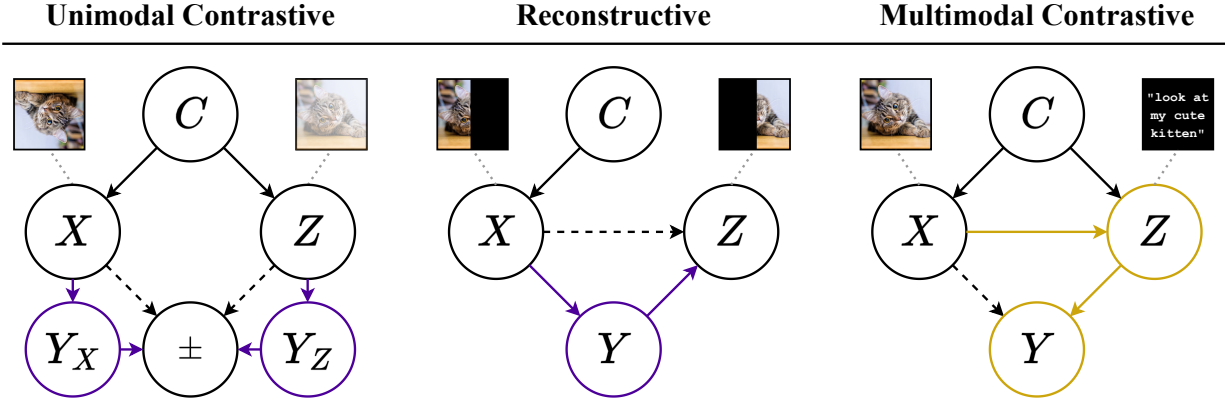 Unimodal Contrastive
Reconstructive
Multimodal Contrastive
C
X
Z
Y_X
±
Y_Z
C
X
Z
Y
C
"look at
my cute
kitten"
X
Z
Y